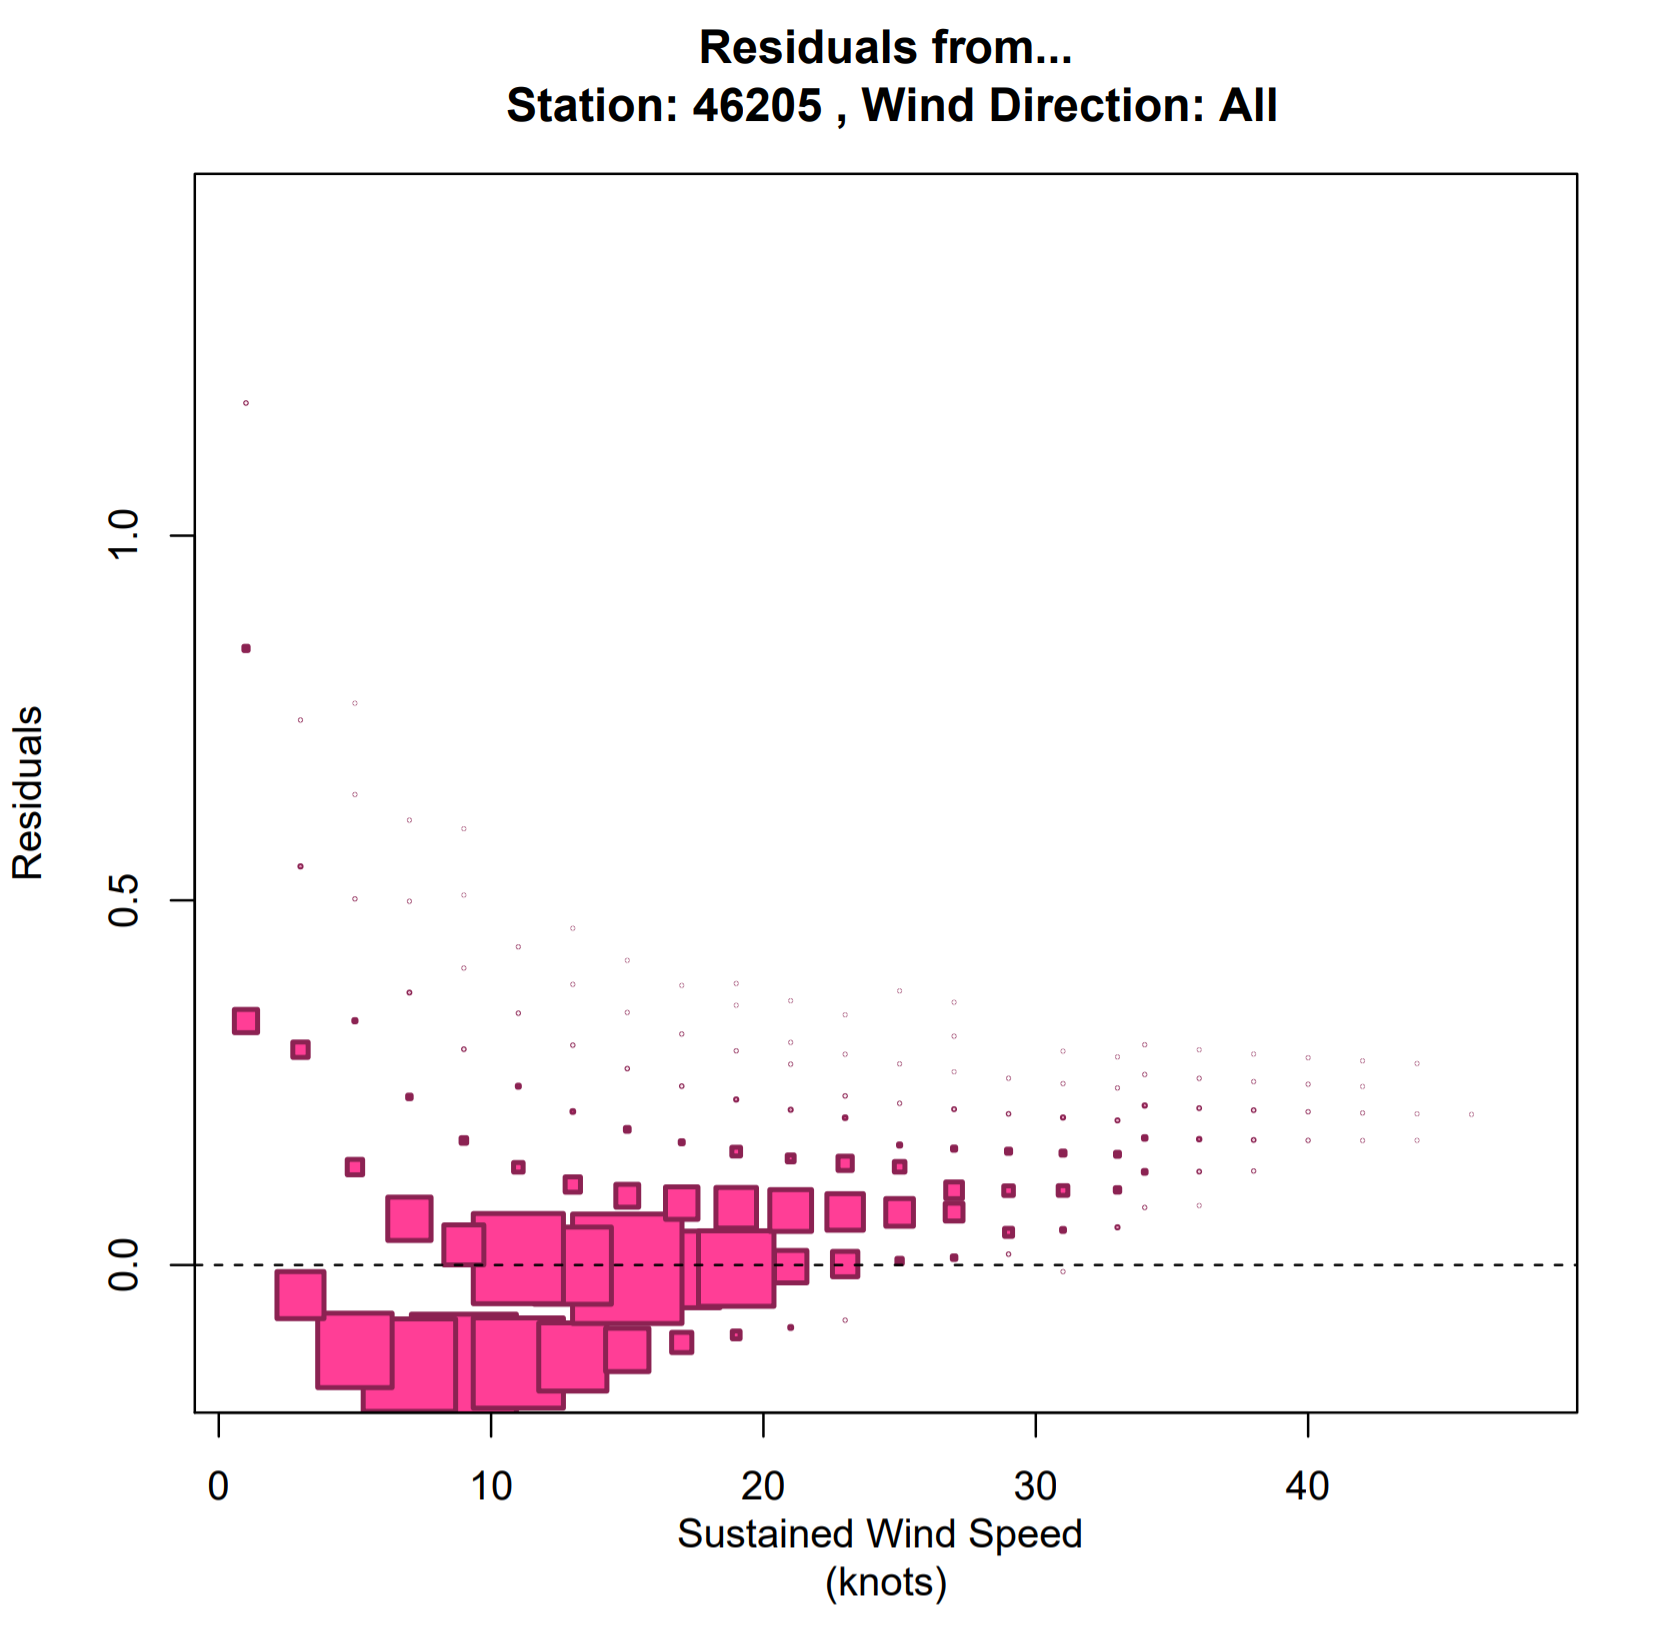 Residuals from...
Station: 46205 , Wind Direction: All
Residuals
1.0
0.5
0.0
0 10 20 30 40
Sustained Wind Speed
(knots)